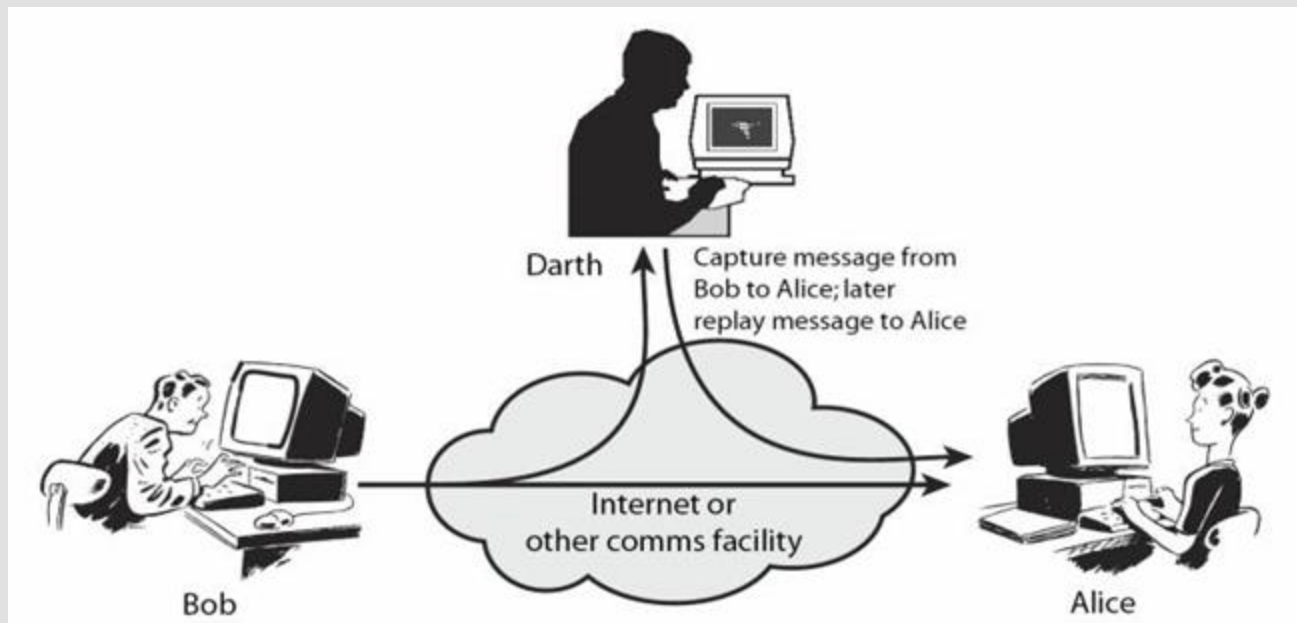 Darth
Capture message from
Bob to Alice; later
replay message to Alice
Internet or
other comms facility
Bob
Alice